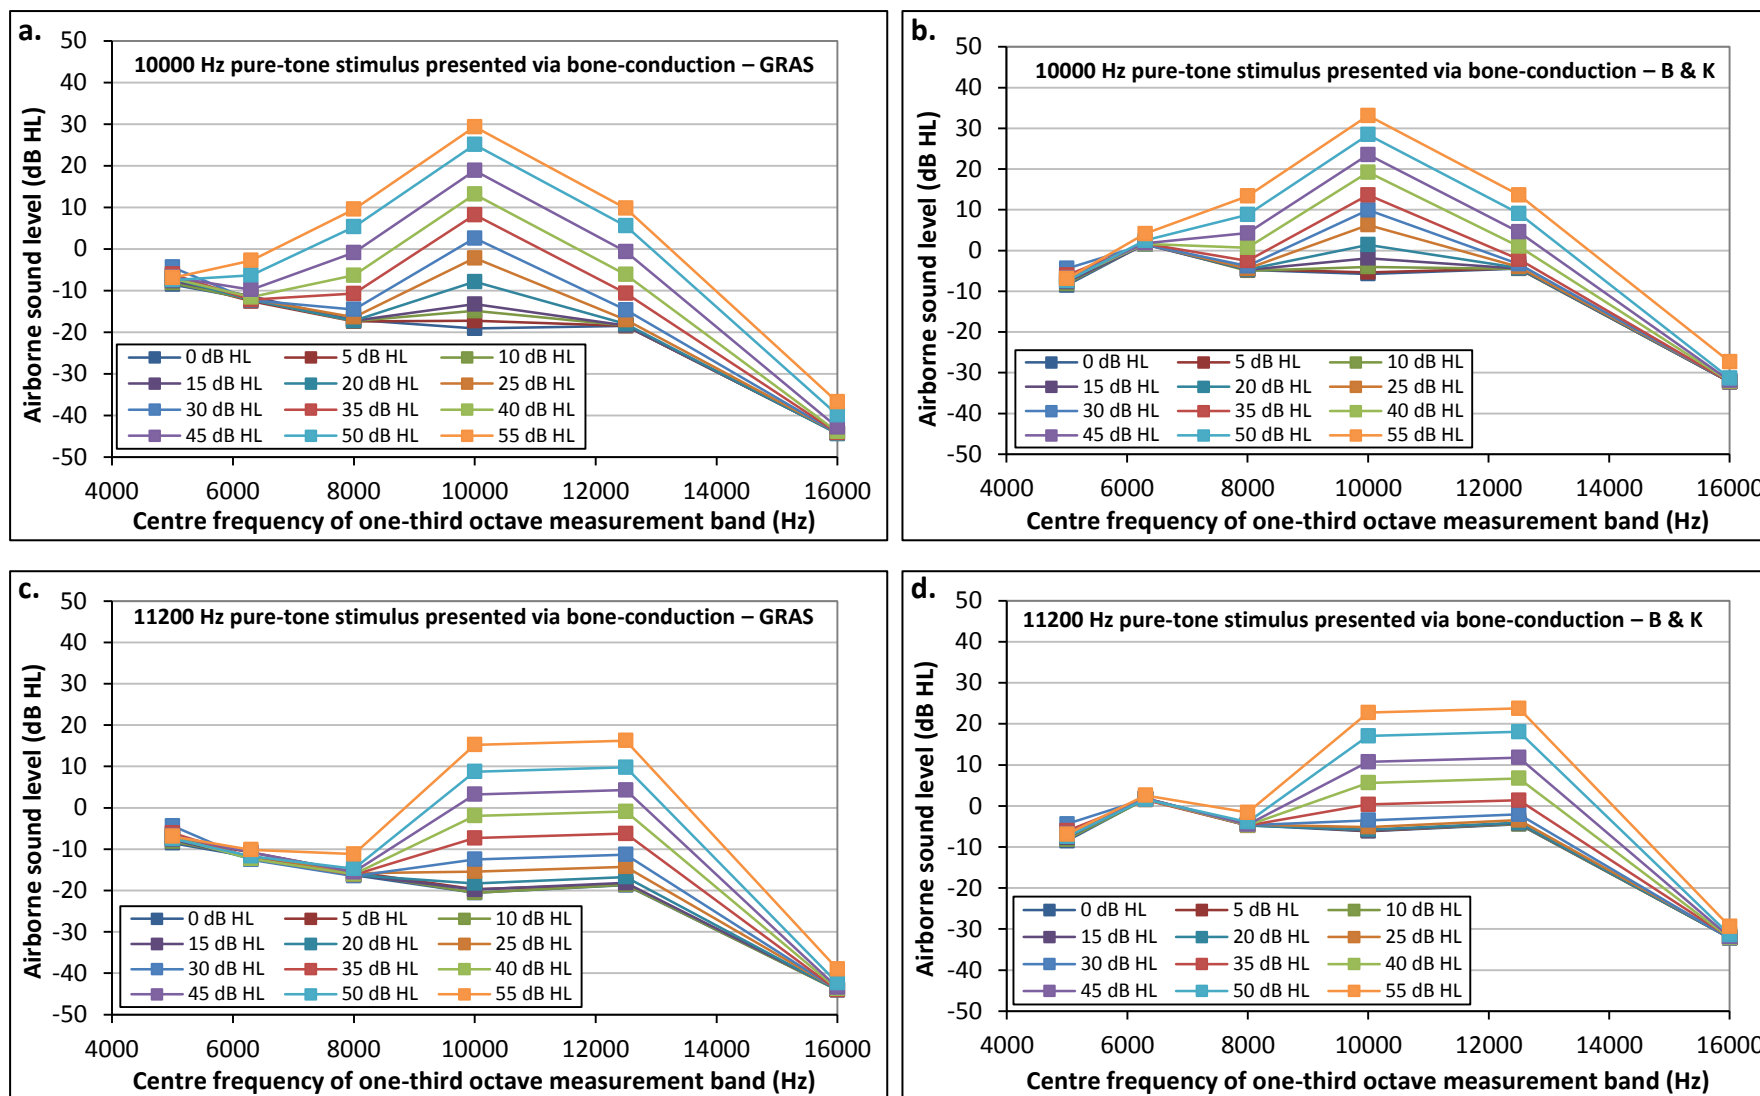 a.
10000 Hz pure-tone stimulus presented via bone-conduction – GRAS
Airborne sound level (dB HL)
50
40
30
20
10
0
-10
-20
-30
-40
-50
0 dB HL 5 dB HL 10 dB HL
15 dB HL 20 dB HL 25 dB HL
30 dB HL 35 dB HL 40 dB HL
45 dB HL 50 dB HL 55 dB HL
4000 6000 8000 10000 12000 14000 16000
Centre frequency of one-third octave measurement band (Hz)
b.
10000 Hz pure-tone stimulus presented via bone-conduction – B & K
Airborne sound level (dB HL)
50
40
30
20
10
0
-10
-20
-30
-40
-50
0 dB HL 5 dB HL 10 dB HL
15 dB HL 20 dB HL 25 dB HL
30 dB HL 35 dB HL 40 dB HL
45 dB HL 50 dB HL 55 dB HL
4000 6000 8000 10000 12000 14000 16000
Centre frequency of one-third octave measurement band (Hz)
c.
11200 Hz pure-tone stimulus presented via bone-conduction – GRAS
Airborne sound level (dB HL)
50
40
30
20
10
0
-10
-20
-30
-40
-50
0 dB HL 5 dB HL 10 dB HL
15 dB HL 20 dB HL 25 dB HL
30 dB HL 35 dB HL 40 dB HL
45 dB HL 50 dB HL 55 dB HL
4000 6000 8000 10000 12000 14000 16000
Centre frequency of one-third octave measurement band (Hz)
d.
11200 Hz pure-tone stimulus presented via bone-conduction – B & K
Airborne sound level (dB HL)
50
40
30
20
10
0
-10
-20
-30
-40
-50
0 dB HL 5 dB HL 10 dB HL
15 dB HL 20 dB HL 25 dB HL
30 dB HL 35 dB HL 40 dB HL
45 dB HL 50 dB HL 55 dB HL
4000 6000 8000 10000 12000 14000 16000
Centre frequency of one-third octave measurement band (Hz)